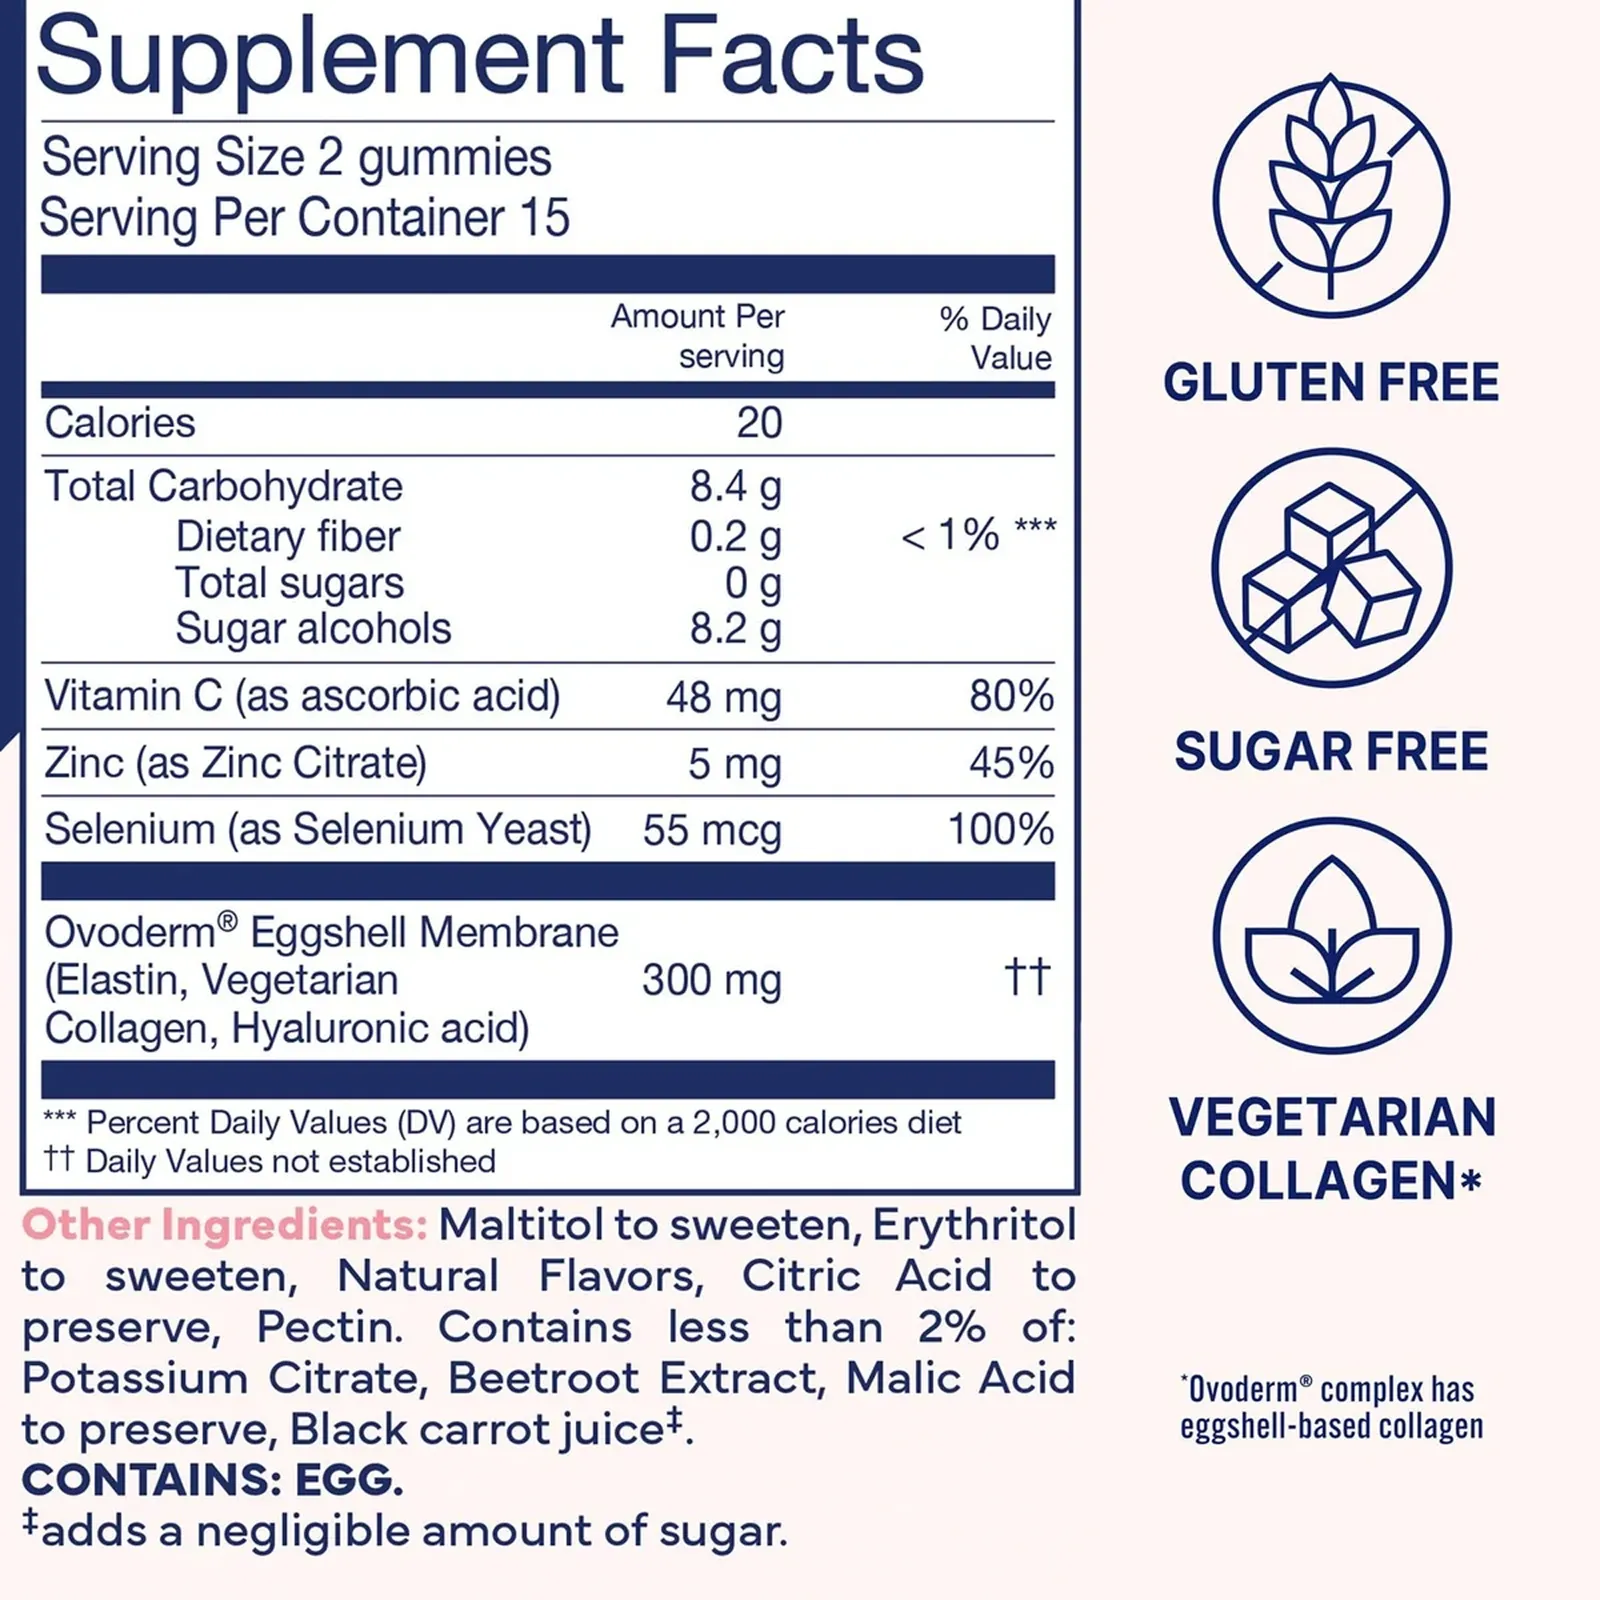 Supplement Facts
Serving Size 2 gummies
Serving Per Container 15
Amount Per serving
% Daily Value
Calories 20
Total Carbohydrate 8.4 g
Dietary fiber 0.2 g < 1% ***
Total sugars 0 g
Sugar alcohols 8.2 g
Vitamin C (as ascorbic acid) 48 mg 80%
Zinc (as Zinc Citrate) 5 mg 45%
Selenium (as Selenium Yeast) 55 mcg 100%
Ovoderm® Eggshell Membrane
(Elastin, Vegetarian 300 mg ††
Collagen, Hyaluronic acid)
*** Percent Daily Values (DV) are based on a 2,000 calories diet
†† Daily Values not established
Other Ingredients: Maltitol to sweeten, Erythritol
to sweeten, Natural Flavors, Citric Acid to
preserve, Pectin. Contains less than 2% of:
Potassium Citrate, Beetroot Extract, Malic Acid
to preserve, Black carrot juice‡.
CONTAINS: EGG.
‡adds a negligible amount of sugar.
GLUTEN FREE
SUGAR FREE
VEGETARIAN
COLLAGEN*
*Ovoderm® complex has
eggshell-based collagen